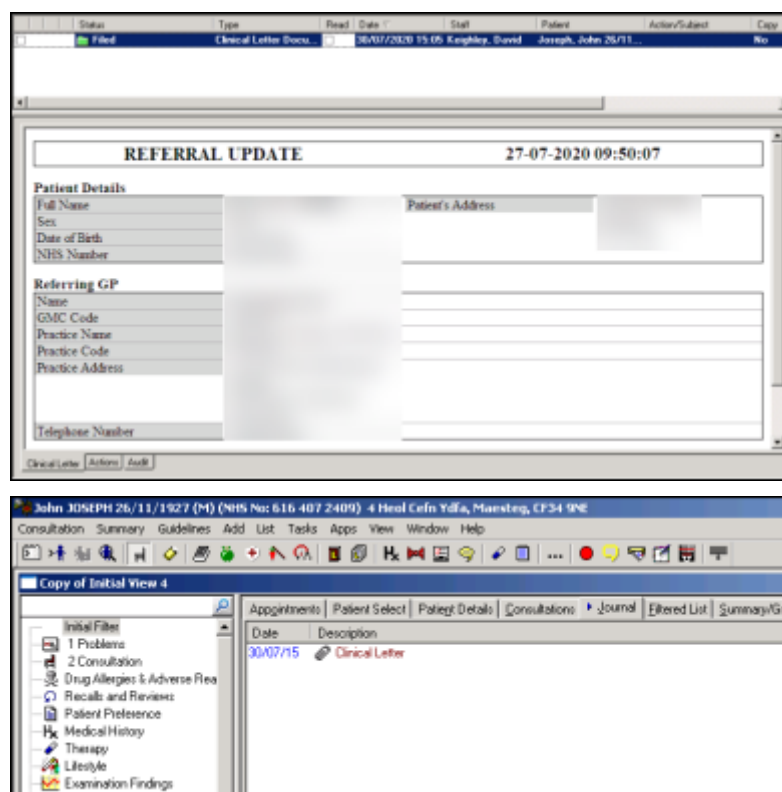 Status Type Read Date Staff Patient Action/Subject Copy
Filed Clinical Letter Docu... 30/07/2020 15:05 Keighley, David Joseph, John 26/11... No
REFERRAL UPDATE 27-07-2020 09:50:07
Patient Details
Full Name Patient's Address
Sex
Date of Birth
NHS Number
Referring GP
Name
GMC Code
Practice Name
Practice Code
Practice Address
Telephone Number
Clinical Letter Actions Audit
John JOSEPH 26/11/1927 (M) (NHS No: 616 407 2409) 4 Heol Cefn Ydfa, Maesteg, CF34 9NE
Consultation Summary Guidelines Add List Tasks Apps View Window Help
Copy of Initial View 4
Appointments Patient Select Patient Details Consultations Journal Filtered List Summary/G
Initial Filter
Date Description
1 Problems
30/07/15 Clinical Letter
2 Consultation
Drug Allergies & Adverse Rea
Recalls and Reviews
Patient Preference
Medical History
Therapy
Lifestyle
Examination Findings